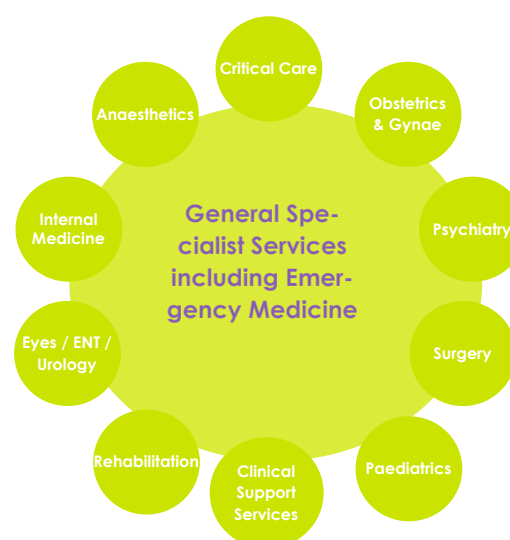 Critical Care
Obstetrics
& Gynae
Anaesthetics
General Spe-
cialist Services
including Emer-
gency Medicine
Internal
Medicine
Psychiatry
Eyes / ENT /
Urology
Surgery
Rehabilitation
Clinical
Support
Services
Paediatrics